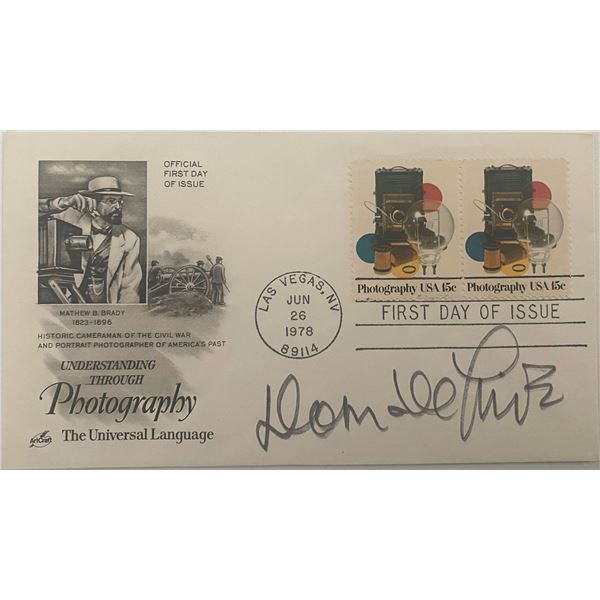 OFFICIAL
FIRST DAY
OF ISSUE
MATHEW B. BRADY
1823-1896
HISTORIC CAMERAMAN OF THE CIVIL WAR
AND PORTRAIT PHOTOGRAPHER OF AMERICA'S PAST
UNDERSTANDING
THROUGH
Photography
The Universal Language
ArtCraft
LAS VEGAS, NV
JUN
26
1978
89114
Photography USA 15c
Photography USA 15c
FIRST DAY OF ISSUE
Dom DeLuise